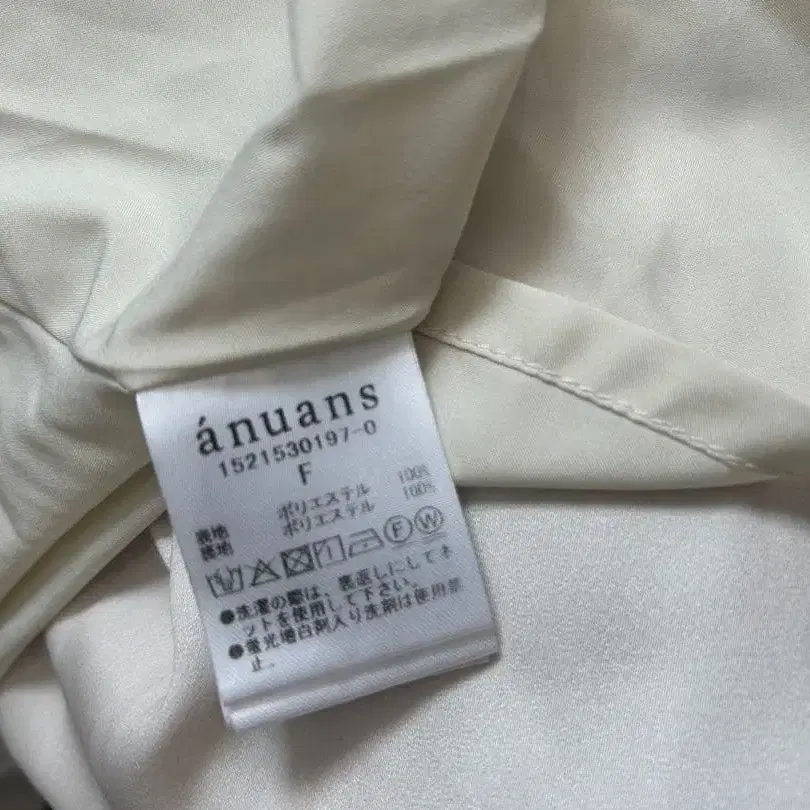 ánuans
1521530197-0
F
表地 ポリエステル 100%
裏地 ポリエステル 100%
F W
●洗濯の際は、裏返しにしてネ
ットを使用して下さい。
●蛍光増白剤入り洗剤は使用禁
止。